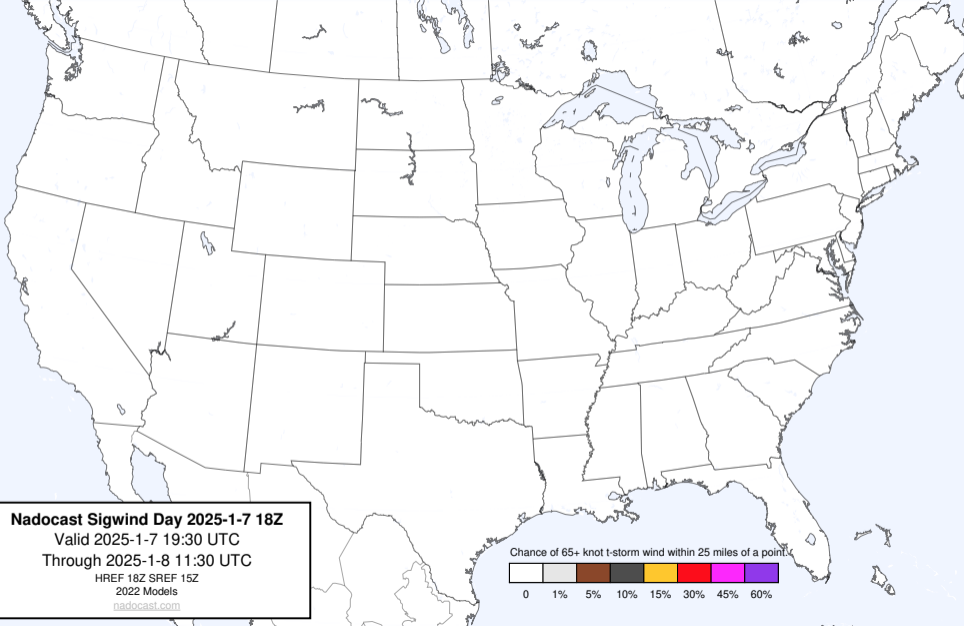 Nadocast Sigwind Day 2025-1-7 18Z
Valid 2025-1-7 19:30 UTC
Through 2025-1-8 11:30 UTC
HREF 18Z SREF 15Z
2022 Models
nadocast.com
Chance of 65+ knot t-storm wind within 25 miles of a point.
0 1% 5% 10% 15% 30% 45% 60%